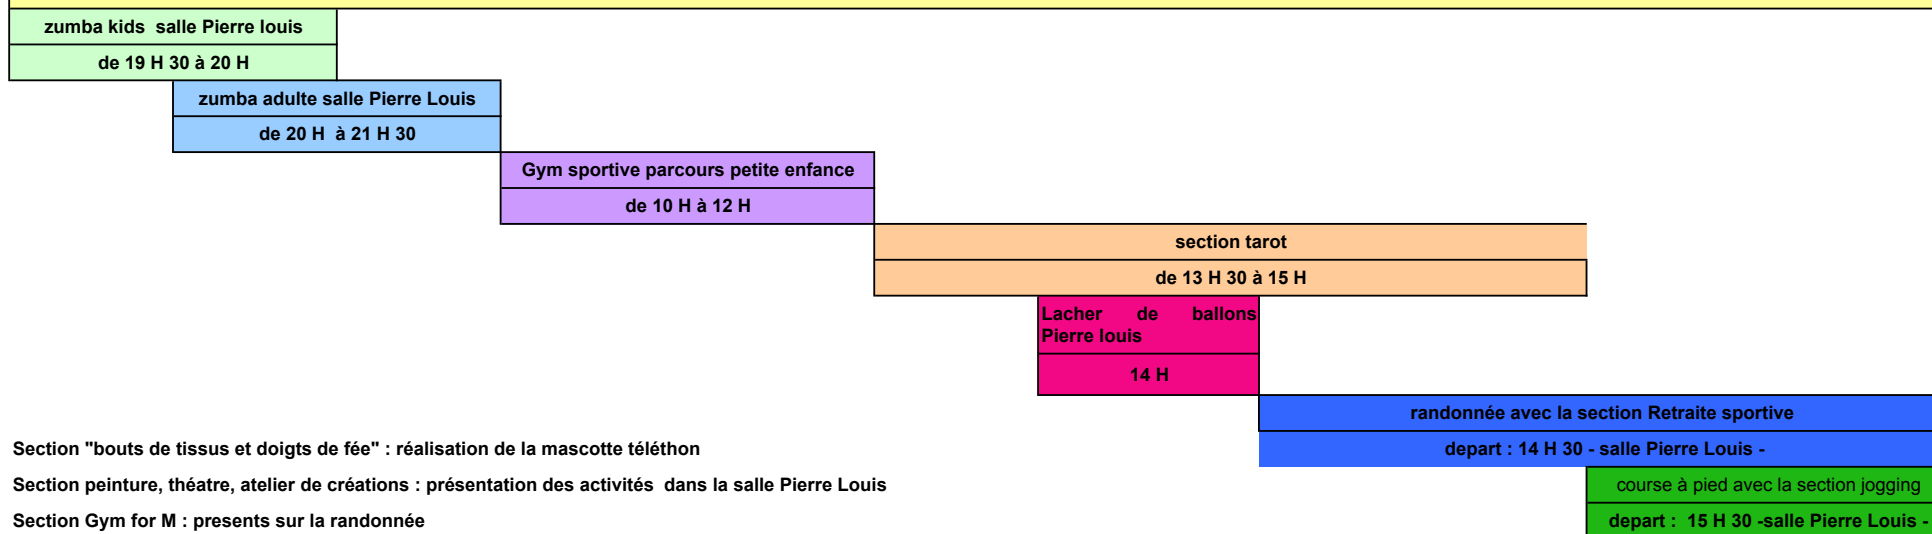 zumba kids  salle Pierre louis
de 19 H 30 à 20 H
zumba adulte salle Pierre Louis
de 20 H  à 21 H 30
Gym sportive parcours petite enfance
de 10 H à 12 H
section tarot
de 13 H 30 à 15 H
Lacher de ballons
Pierre louis
14 H
randonnée avec la section Retraite sportive
depart : 14 H 30 - salle Pierre Louis -
Section "bouts de tissus et doigts de fée" : réalisation de la mascotte téléthon
Section peinture, théatre, atelier de créations : présentation des activités  dans la salle Pierre Louis
Section Gym for M : presents sur la randonnée
course à pied avec la section jogging
depart :  15 H 30 -salle Pierre Louis -